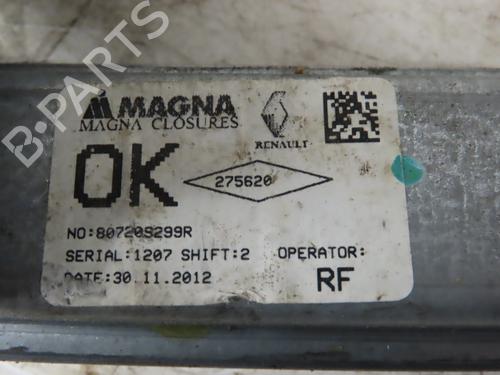 B-PARTS
MAGNA
MAGNA CLOSURES
RENAULT
OK
275620
NO:807209299R
SERIAL:1207 SHIFT:2 OPERATOR:
DATE:30.11.2012 RF